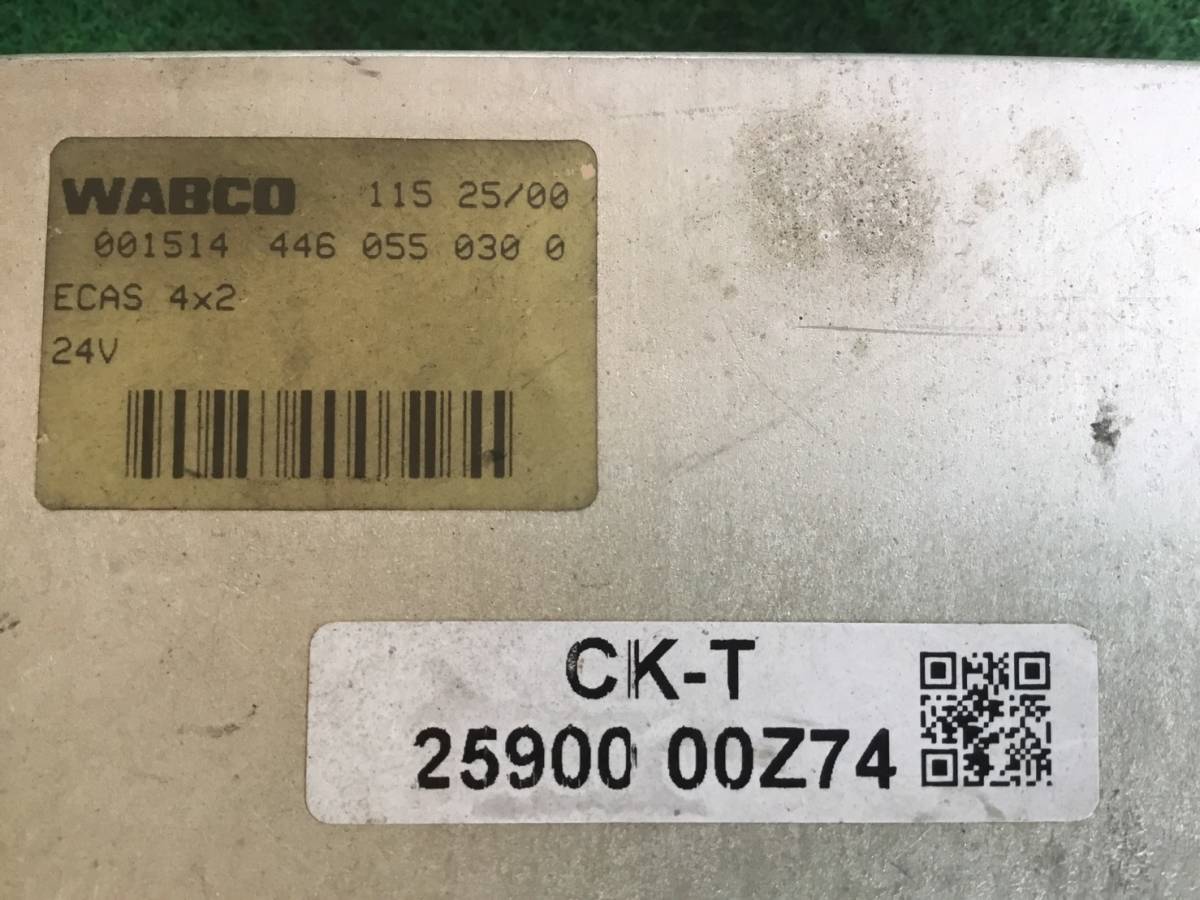 WABCO 115 25/00
001514 446 055 030 0
ECAS 4x2
24V
CK-T
25900 00Z74